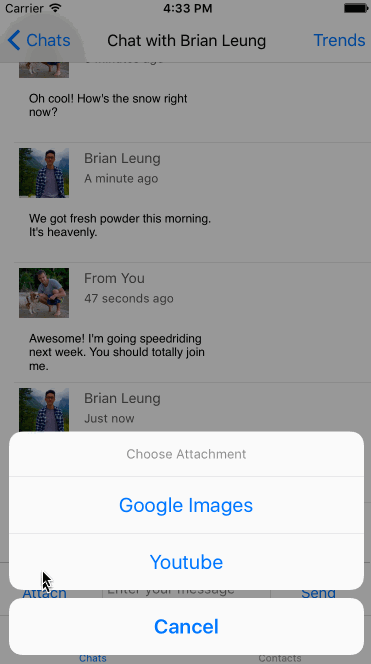 Carrier 4:33 PM
Chats Chat with Brian Leung Trends
minutes ago
Oh cool! How's the snow right
now?
Brian Leung
A minute ago
We got fresh powder this morning.
It's heavenly.
From You
47 seconds ago
Awesome! I'm going speedriding
next week. You should totally join
me.
Brian Leung
Just now
Choose Attachment
Google Images
Youtube
Attach Enter your message Send
Cancel
Chats Contacts